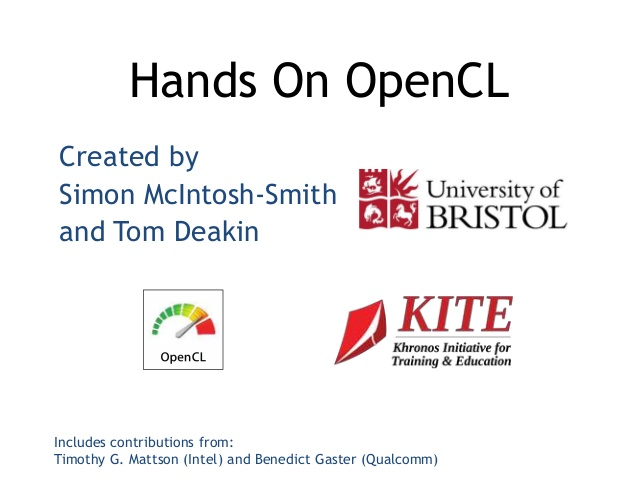 Hands On OpenCL
Created by
Simon McIntosh-Smith
and Tom Deakin
University of
BRISTOL
OpenCL
KITE
Khronos Initiative for
Training & Education
Includes contributions from:
Timothy G. Mattson (Intel) and Benedict Gaster (Qualcomm)